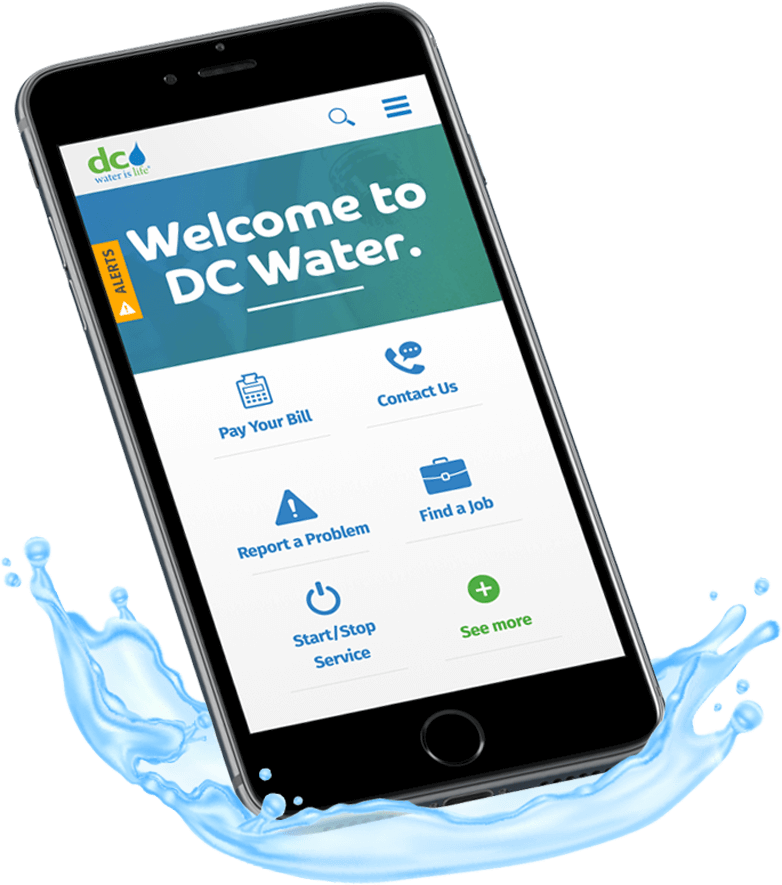 dc
water is life
ALERTS
Welcome to
DC Water.
Pay Your Bill
Contact Us
Report a Problem
Find a Job
Start/Stop
Service
See more